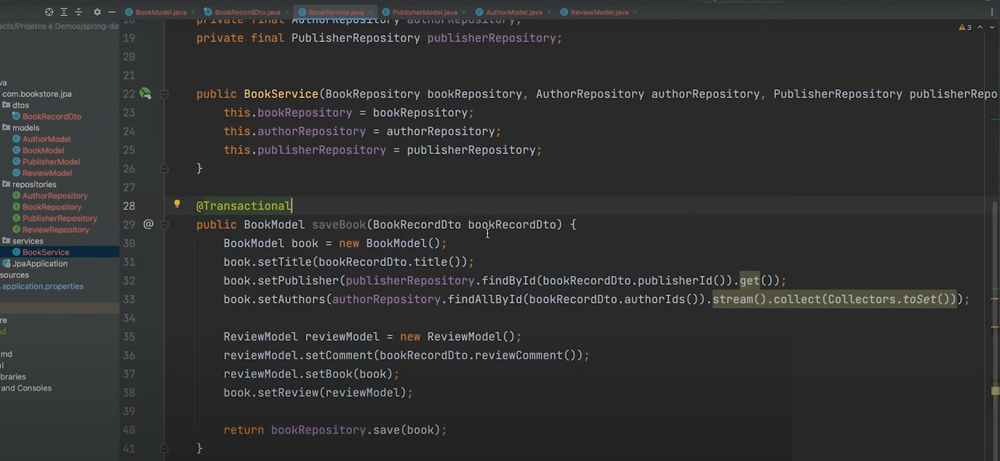 BookModel.java BookRecordDto.java BookService.java PublisherModel.java AuthorModel.java ReviewModel.java
ects/Projetos e Demos/spring-da
va
com.bookstore.jpa
dtos
BookRecordDto
models
AuthorModel
BookModel
PublisherModel
ReviewModel
repositories
AuthorRepository
BookRepository
PublisherRepository
ReviewRepository
services
BookService
JpaApplication
sources
application.properties
re
d
cmd
l
braries
and Consoles
3
18 private final AuthorRepository authorRepository;
19 private final PublisherRepository publisherRepository;
20
21
22 public BookService(BookRepository bookRepository, AuthorRepository authorRepository, PublisherRepository publisherRepo
23 this.bookRepository = bookRepository;
24 this.authorRepository = authorRepository;
25 this.publisherRepository = publisherRepository;
26 }
27
28 @Transactional
29 @ public BookModel saveBook(BookRecordDto bookRecordDto) {
30 BookModel book = new BookModel();
31 book.setTitle(bookRecordDto.title());
32 book.setPublisher(publisherRepository.findById(bookRecordDto.publisherId()).get());
33 book.setAuthors(authorRepository.findAllById(bookRecordDto.authorIds()).stream().collect(Collectors.toSet()));
34
35 ReviewModel reviewModel = new ReviewModel();
36 reviewModel.setComment(bookRecordDto.reviewComment());
37 reviewModel.setBook(book);
38 book.setReview(reviewModel);
39
40 return bookRepository.save(book);
41 }